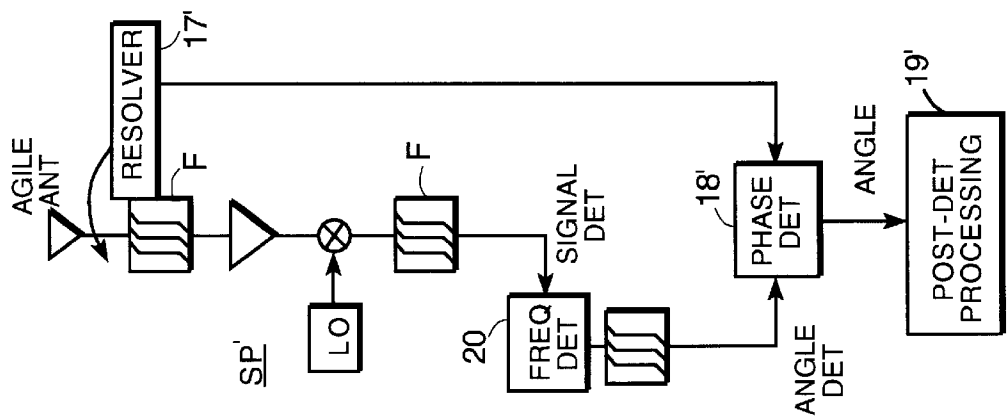 AGILE
ANT
RESOLVER
17'
F
LO
SP'
F
SIGNAL
DET
20
FREQ
DET
ANGLE
DET
18'
PHASE
DET
ANGLE
19'
POST-DET
PROCESSING